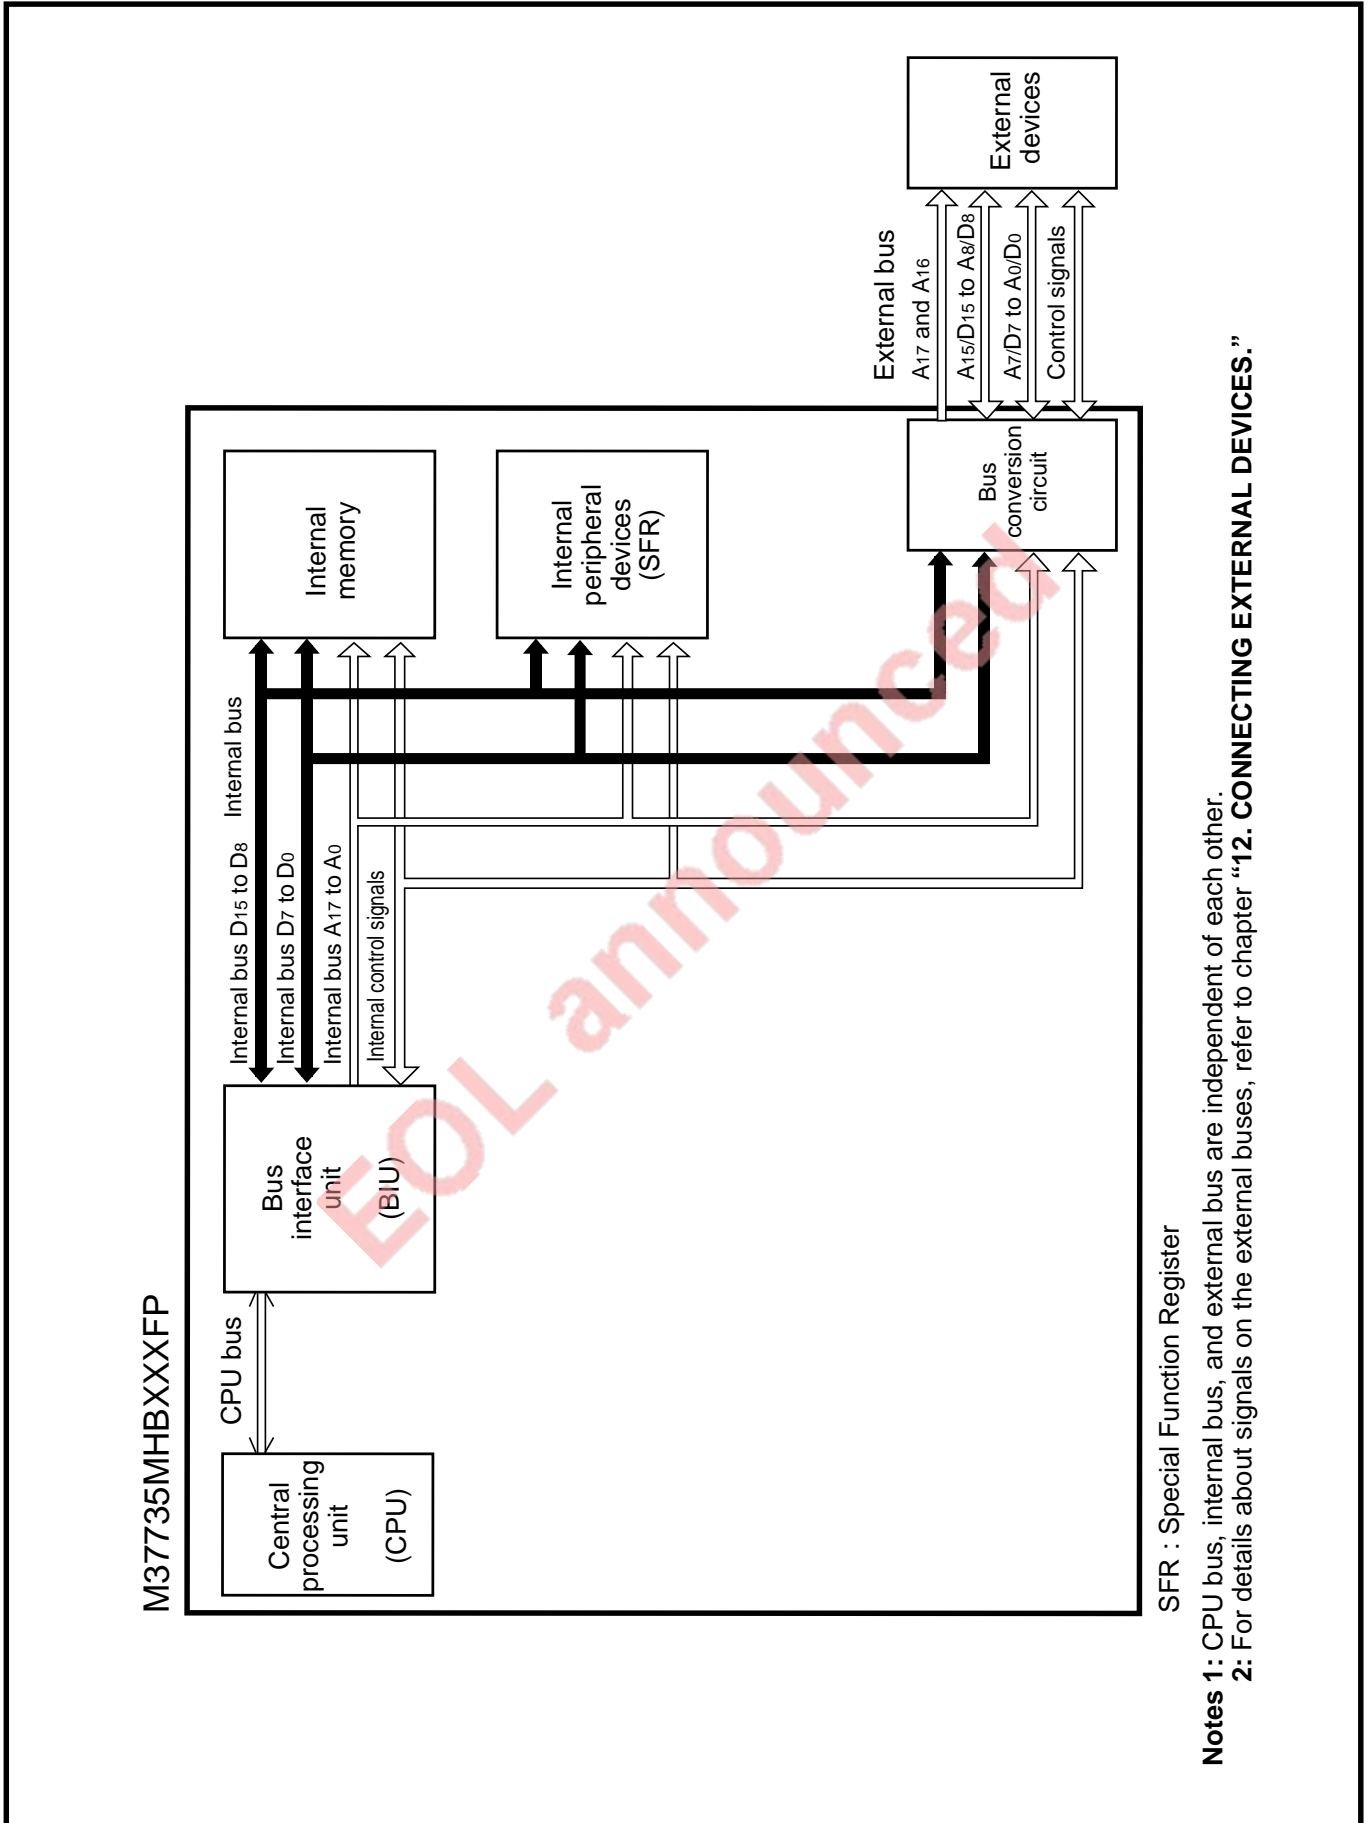 M37735MHBXXXFP
Central
processing
unit
(CPU)
CPU bus
Bus
interface
unit
(BIU)
Internal bus D15 to D8
Internal bus D7 to D0
Internal bus A17 to A0
Internal control signals
Internal bus
Internal
memory
Internal
peripheral
devices
(SFR)
Bus
conversion
circuit
External bus
A17 and A16
A15/D15 to A8/D8
A7/D7 to A0/D0
Control signals
External
devices
SFR : Special Function Register
Notes 1: CPU bus, internal bus, and external bus are independent of each other.
2: For details about signals on the external buses, refer to chapter “12. CONNECTING EXTERNAL DEVICES.”
EOL announced